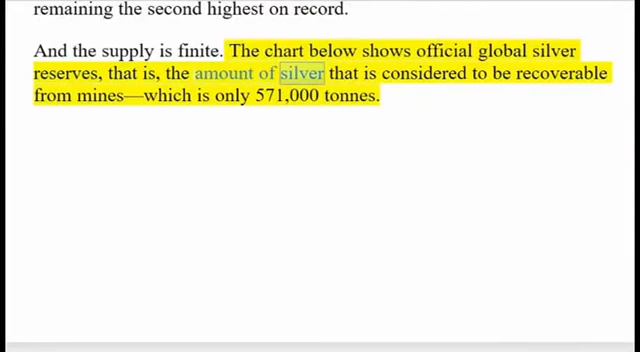 remaining the second highest on record.
And the supply is finite. The chart below shows official global silver
reserves, that is, the amount of silver that is considered to be recoverable
from mines—which is only 571,000 tonnes.